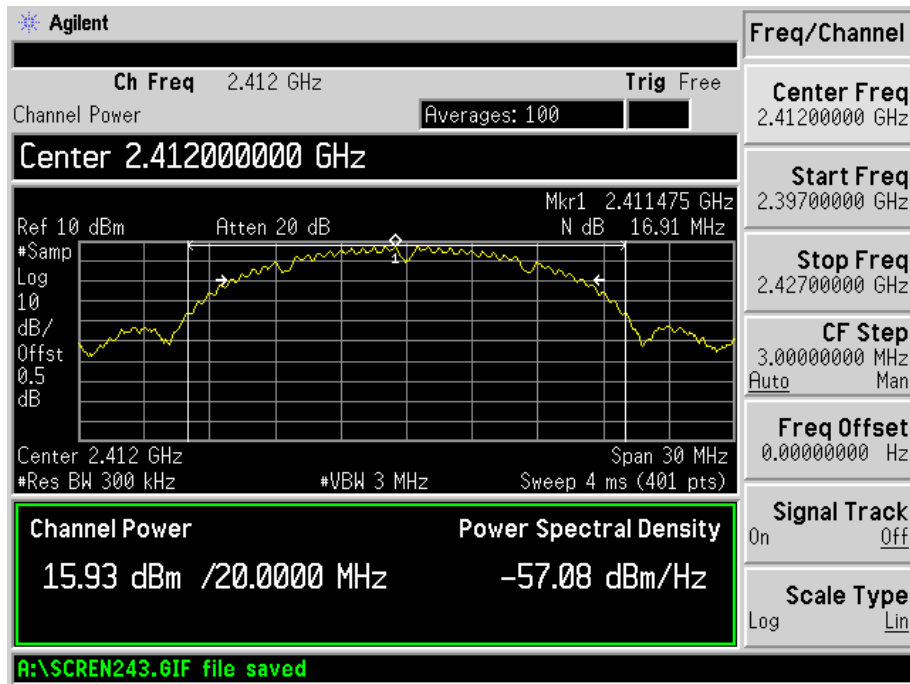 Agilent
Ch Freq 2.412 GHz Trig Free
Channel Power Averages: 100
Center 2.412000000 GHz
Mkr1 2.411475 GHz
Ref 10 dBm Atten 20 dB N dB 16.91 MHz
#Samp
Log
10
dB/
Offst
0.5
dB
1
Center 2.412 GHz Span 30 MHz
#Res BW 300 kHz #VBW 3 MHz Sweep 4 ms (401 pts)
Channel Power Power Spectral Density
15.93 dBm /20.0000 MHz -57.08 dBm/Hz
A:\SCREN243.GIF file saved
Freq/Channel
Center Freq
2.41200000 GHz
Start Freq
2.39700000 GHz
Stop Freq
2.42700000 GHz
CF Step
3.00000000 MHz
Auto Man
Freq Offset
0.00000000 Hz
Signal Track
On Off
Scale Type
Log Lin